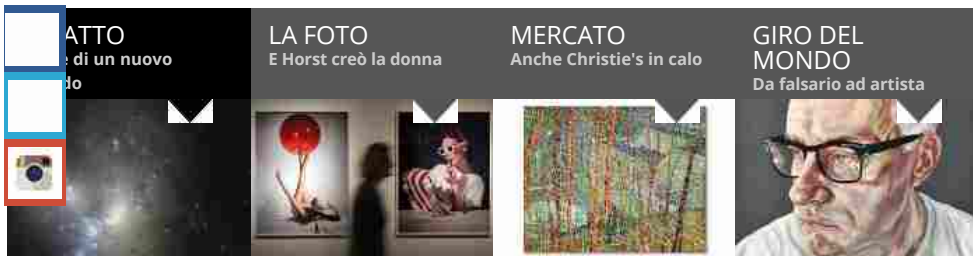 ATTO
di un nuovo
do
LA FOTO
E Horst creò la donna
MERCATO
Anche Christie's in calo
GIRO DEL
MONDO
Da falsario ad artista